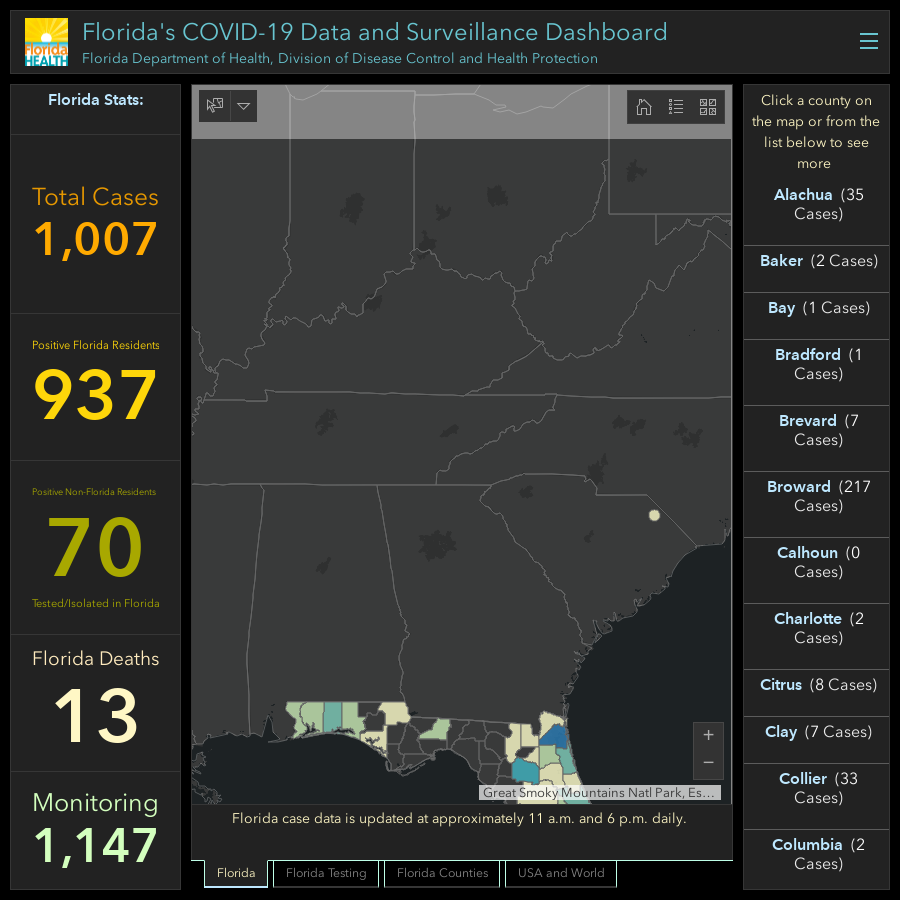 Florida
HEALTH
Florida's COVID-19 Data and Surveillance Dashboard
Florida Department of Health, Division of Disease Control and Health Protection
Florida Stats:
Total Cases
1,007
Positive Florida Residents
937
Positive Non-Florida Residents
70
Tested/Isolated in Florida
Florida Deaths
13
Monitoring
1,147
+
−
Great Smoky Mountains Natl Park, Es...
Florida case data is updated at approximately 11 a.m. and 6 p.m. daily.
Florida
Florida Testing
Florida Counties
USA and World
Click a county on
the map or from the
list below to see
more
Alachua (35
Cases)
Baker (2 Cases)
Bay (1 Cases)
Bradford (1
Cases)
Brevard (7
Cases)
Broward (217
Cases)
Calhoun (0
Cases)
Charlotte (2
Cases)
Citrus (8 Cases)
Clay (7 Cases)
Collier (33
Cases)
Columbia (2
Cases)